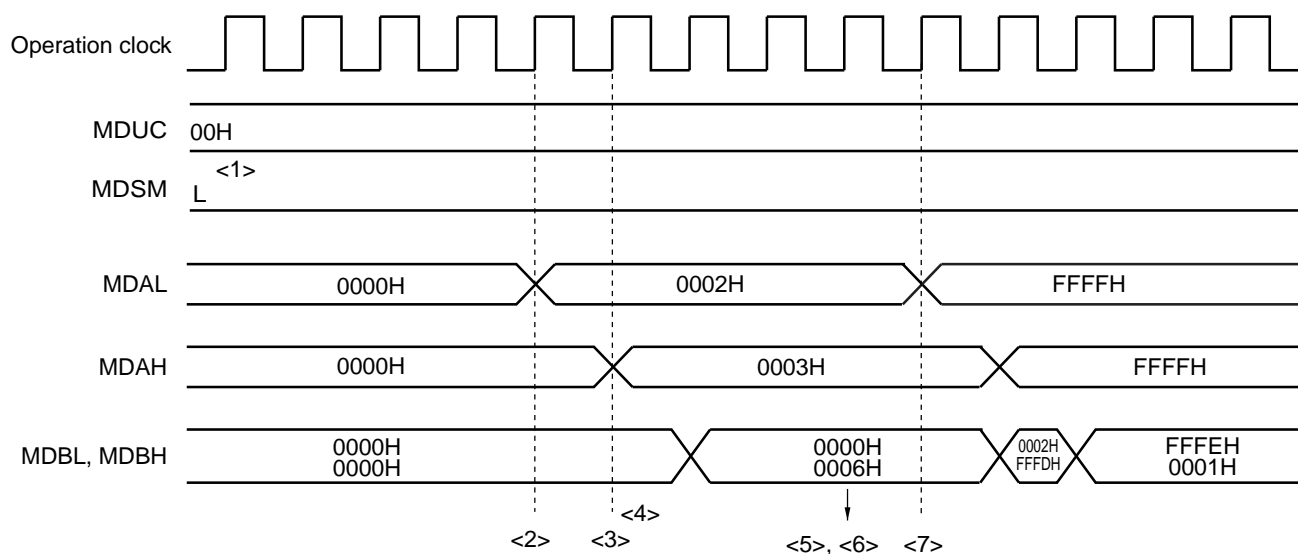 Operation clock
MDUC 00H
<1>
MDSM L
MDAL 0000H 0002H FFFFH
MDAH 0000H 0003H FFFFH
MDBL, MDBH
0000H 0000H 0002H FFFEH
0000H 0006H FFFDH 0001H
<4>
<2> <3> <5>, <6> <7>